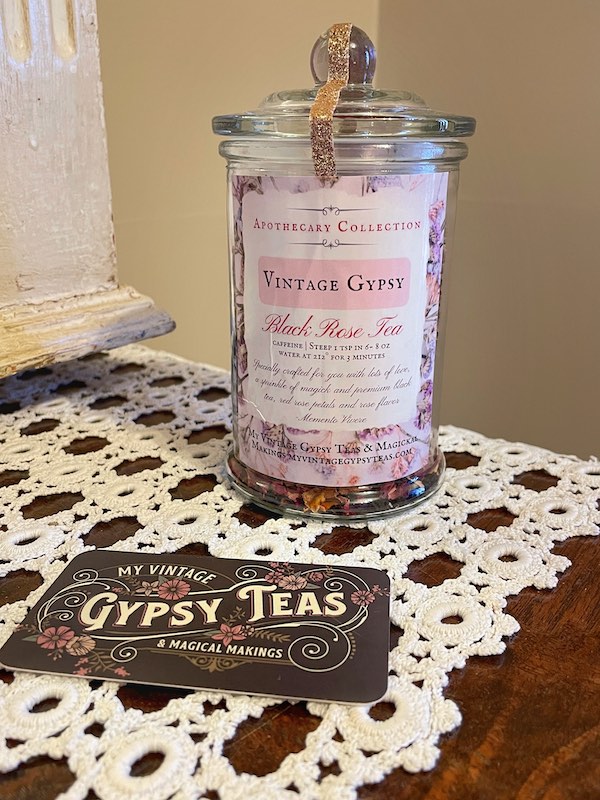 Apothecary Collection
Vintage Gypsy
Black Rose Tea
caffeine | Steep 1 tsp in 6-8 oz
water at 212° for 3 minutes
Specially crafted for you with lots of love,
a sprinkle of magick and premium black
tea, red rose petals and rose flavor
-Memento Vivere
My Vintage Gypsy Teas & Magickal
Makings-myvintagegypsyteas.com
MY VINTAGE
GYPSY TEAS
& MAGICAL MAKINGS